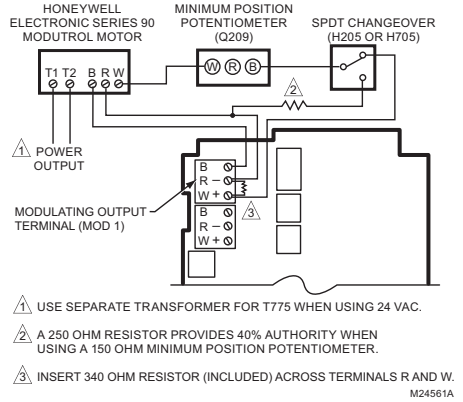 HONEYWELL
ELECTRONIC SERIES 90
MODUTROL MOTOR
MINIMUM POSITION
POTENTIOMETER
(Q209)
SPDT CHANGEOVER
(H205 OR H705)
T1 T2 B R W
W R B
2
1 POWER
OUTPUT
B
R –
W +
3
MODULATING OUTPUT
TERMINAL (MOD 1)
B
R –
W +
1 USE SEPARATE TRANSFORMER FOR T775 WHEN USING 24 VAC.
2 A 250 OHM RESISTOR PROVIDES 40% AUTHORITY WHEN
USING A 150 OHM MINIMUM POSITION POTENTIOMETER.
3 INSERT 340 OHM RESISTOR (INCLUDED) ACROSS TERMINALS R AND W.
M24561A